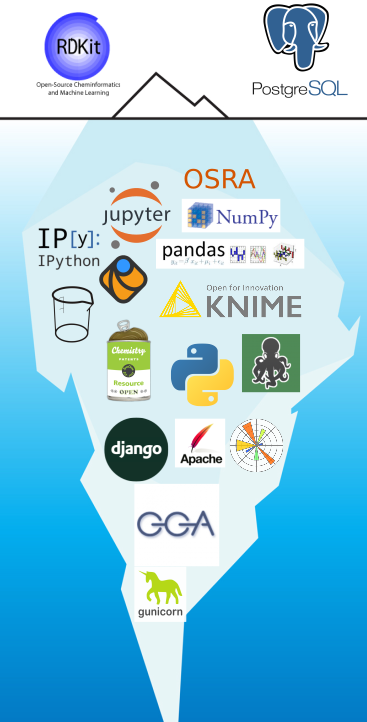 RDKit
Open-Source Cheminformatics
and Machine Learning
PostgreSQL
OSRA
jupyter
NumPy
IP[y]:
IPython
pandas
Open for Innovation
KNIME
Chemistry
PATENTS
Resource
OPEN
django
Apache
GGA
gunicorn